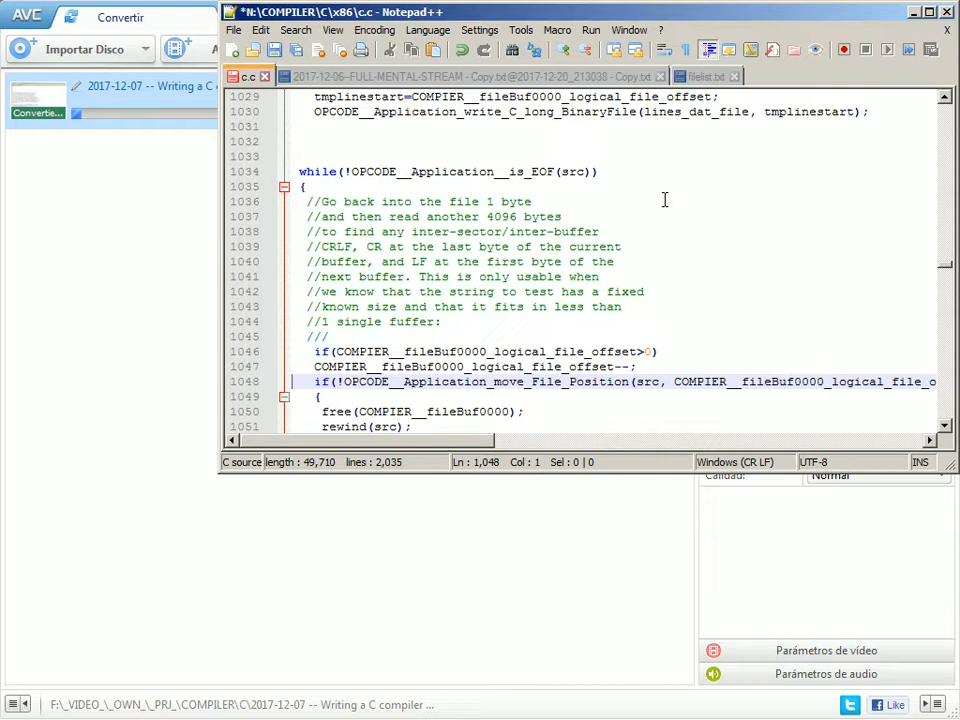 AVC
Convertir
*N:\COMPILER\C\x86\c.c - Notepad++
File Edit Search View Encoding Language Settings Tools Macro Run Window ?
X
Importar Disco
A
c.c
2017-12-06--FULL-MENTAL-STREAM - Copy.txt@2017-12-20_213038 - Copy.txt
filelist.txt
2017-12-07 -- Writing a C
Convertie...
1029 tmplinestart=COMPIER__fileBuf0000_logical_file_offset;
1030 OPCODE__Application_write_C_long_BinaryFile(lines_dat_file, tmplinestart);
1031
1032
1033
1034 while(!OPCODE__Application__is_EOF(src))
1035 {
1036 //Go back into the file 1 byte
1037 //and then read another 4096 bytes
1038 //to find any inter-sector/inter-buffer
1039 //CRLF, CR at the last byte of the current
1040 //buffer, and LF at the first byte of the
1041 //next buffer. This is only usable when
1042 //we know that the string to test has a fixed
1043 //known size and that it fits in less than
1044 //1 single fuffer:
1045 ///
1046 if(COMPIER__fileBuf0000_logical_file_offset>0)
1047 COMPIER__fileBuf0000_logical_file_offset--;
1048 if(!OPCODE__Application_move_File_Position(src, COMPIER__fileBuf0000_logical_file_o
1049 {
1050 free(COMPIER__fileBuf0000);
1051 rewind(src);
C source length : 49,710 lines : 2,035 Ln : 1,048 Col : 1 Sel : 0 | 0 Windows (CR LF) UTF-8 INS
Calidad: Normal
Parámetros de vídeo
Parámetros de audio
F:\_VIDEO_\_OWN_\_PRJ_\COMPILER\C\2017-12-07 -- Writing a C compiler ...
Like